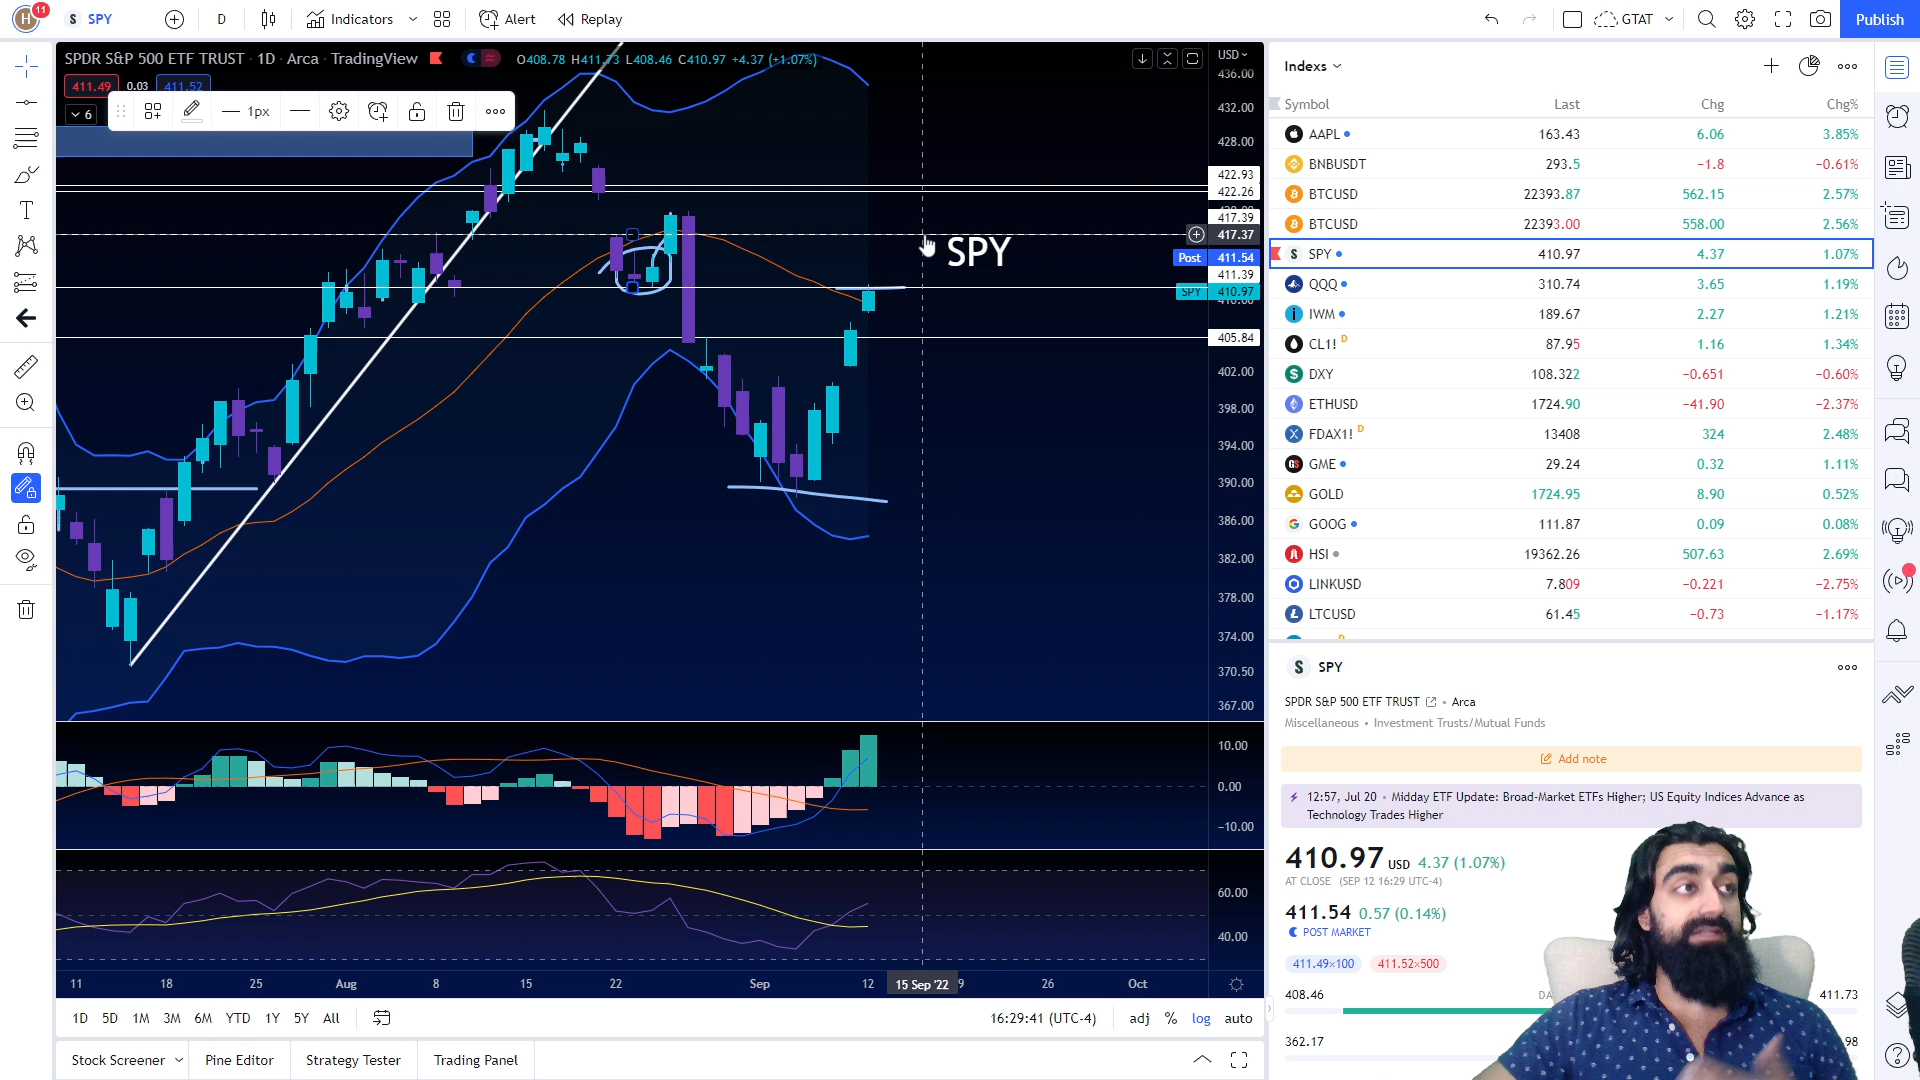 H 11 S SPY D Indicators Alert Replay GTAT Publish
SPDR S&P 500 ETF TRUST · 1D · Arca · TradingView O408.78 H411.73 L408.46 C410.97 +4.37 (+1.07%)
411.49 0.03 411.52
6 1px
USD
436.00
432.00
428.00
422.93
422.26
417.39
417.37
Post 411.54
411.39
SPY 410.97
410.00
405.84
402.00
398.00
394.00
390.00
386.00
382.00
378.00
374.00
370.50
367.00
SPY
10.00
0.00
−10.00
60.00
40.00
11 18 25 Aug 8 15 22 Sep 12 15 Sep '22 9 26 Oct
1D 5D 1M 3M 6M YTD 1Y 5Y All 16:29:41 (UTC-4) adj % log auto
Stock Screener Pine Editor Strategy Tester Trading Panel
Indexs
Symbol Last Chg Chg%
AAPL 163.43 6.06 3.85%
BNBUSDT 293.5 −1.8 −0.61%
BTCUSD 22393.87 562.15 2.57%
BTCUSD 22393.00 558.00 2.56%
S SPY 410.97 4.37 1.07%
QQQ 310.74 3.65 1.19%
IWM 189.67 2.27 1.21%
CL1! D 87.95 1.16 1.34%
DXY 108.322 −0.651 −0.60%
ETHUSD 1724.90 −41.90 −2.37%
FDAX1! D 13408 324 2.48%
GME 29.24 0.32 1.11%
GOLD 1724.95 8.90 0.52%
GOOG 111.87 0.09 0.08%
HSI 19362.26 507.63 2.69%
LINKUSD 7.809 −0.221 −2.75%
LTCUSD 61.45 −0.73 −1.17%
S SPY
SPDR S&P 500 ETF TRUST • Arca
Miscellaneous • Investment Trusts/Mutual Funds
Add note
12:57, Jul 20 • Midday ETF Update: Broad-Market ETFs Higher; US Equity Indices Advance as
Technology Trades Higher
410.97 USD 4.37 (1.07%)
AT CLOSE (SEP 12 16:29 UTC-4)
411.54 0.57 (0.14%)
POST MARKET
411.49×100 411.52×500
408.46 411.73
362.17 98